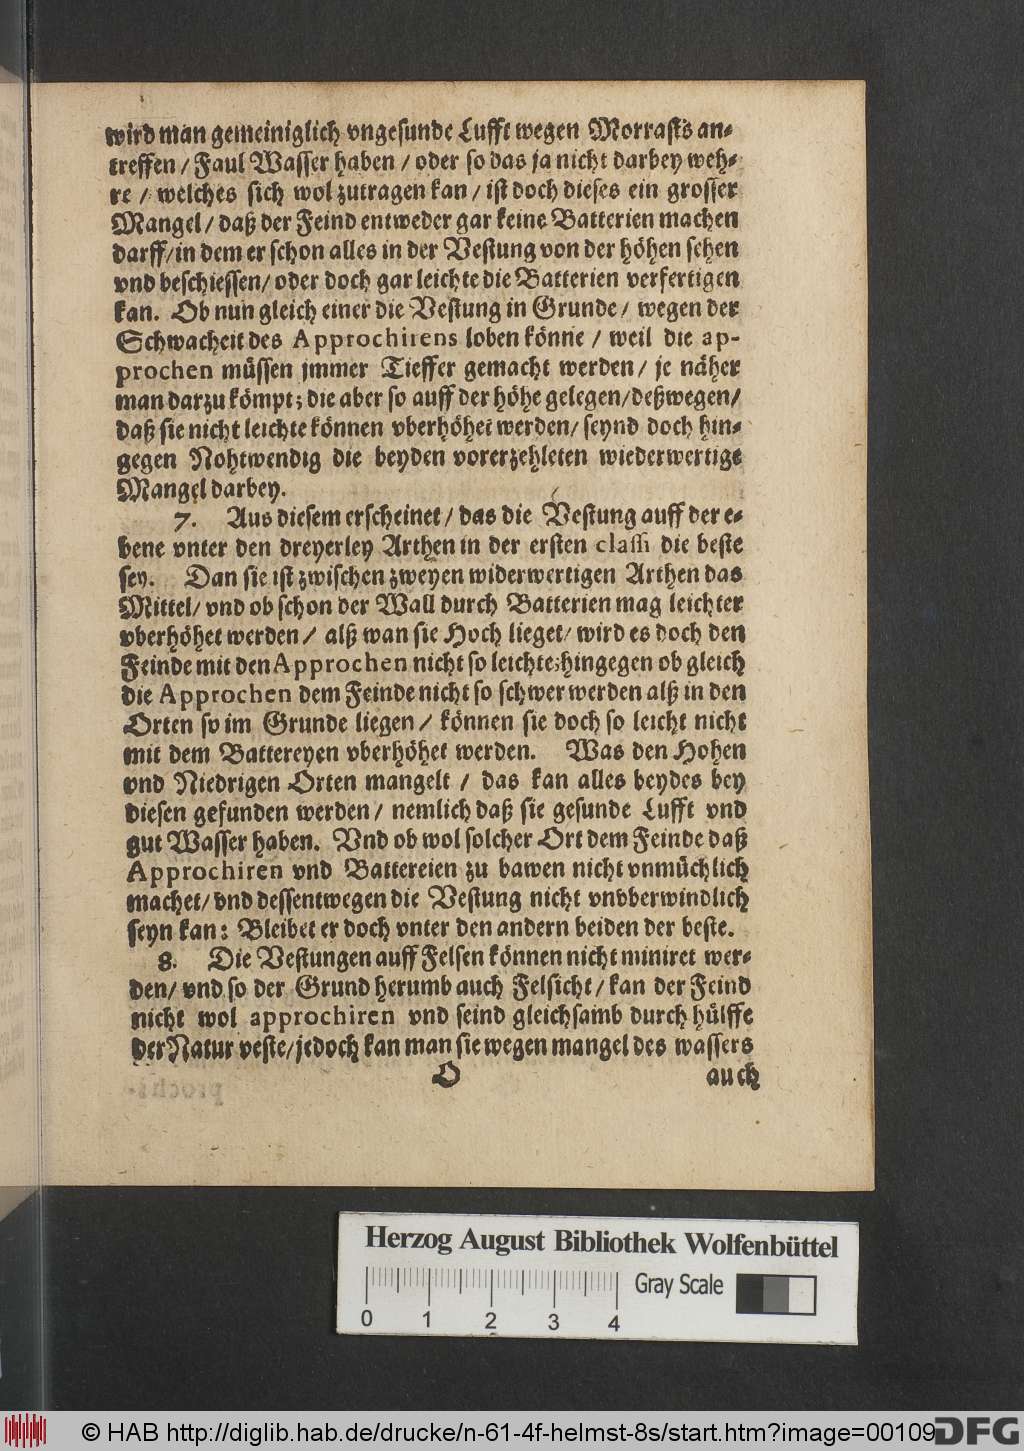 wird man gemeiniglich vngesunde Lufft wegen Morrasts an-
treffen / Faul Wasser haben / oder so das ja nicht darbey weh-
re / welches sich wol zutragen kan / ist doch dieses ein grosser
Mangel / daß der Feind entweder gar keine Batterien machen
darff / in dem er schon alles in der Vestung von der höhen sehen
vnd beschiessen / oder doch gar leichte die Batterien verfertigen
kan. Ob nun gleich einer die Vestung in Grunde / wegen der
Schwacheit des Approchirens loben könne / weil die ap-
prochen müssen jmmer Tieffer gemacht werden / je näher
man darzu kömpt; die aber so auff der höhe gelegen / deßwegen /
daß sie nicht leichte können vberhöhet werden / seynd doch hin-
gegen Nohtwendig die beyden vorerzehleten wiederwertige
Mangel darbey.
7. Aus diesem erscheinet / das die Vestung auff der e-
bene vnter den dreyerley Arthen in der ersten classi die beste
sey. Dan sie ist zwischen zweyen widerwertigen Arthen das
Mittel / vnd ob schon der Wall durch Batterien mag leichter
vberhöhet werden / alß wan sie Hoch lieget / wird es doch den
Feinde mit den Approchen nicht so leichte; hingegen ob gleich
die Approchen dem Feinde nicht so schwer werden alß in den
Orten so im Grunde liegen / können sie doch so leicht nicht
mit dem Battereyen vberhöhet werden. Was den Hohen
vnd Niedrigen Orten mangelt / das kan alles beydes bey
diesen gefunden werden / nemlich daß sie gesunde Lufft vnd
gut Wasser haben. Vnd ob wol solcher Ort dem Feinde daß
Approchiren vnd Battereien zu bawen nicht vnmüchlich
machet / vnd dessentwegen die Vestung nicht vnvberwindlich
seyn kan: Bleibet er doch vnter den andern beiden der beste.
8. Die Vestungen auff Felsen können nicht miniret wer-
den / vnd so der Grund herumb auch Felsicht / kan der Feind
nicht wol approchiren vnd seind gleichsamb durch hülffe
der Natur veste / jedoch kan man sie wegen mangel des wassers
O auch
Herzog August Bibliothek Wolfenbüttel
Gray Scale
0 1 2 3 4
© HAB http://diglib.hab.de/drucke/n-61-4f-helmst-8s/start.htm?image=00109
DFG